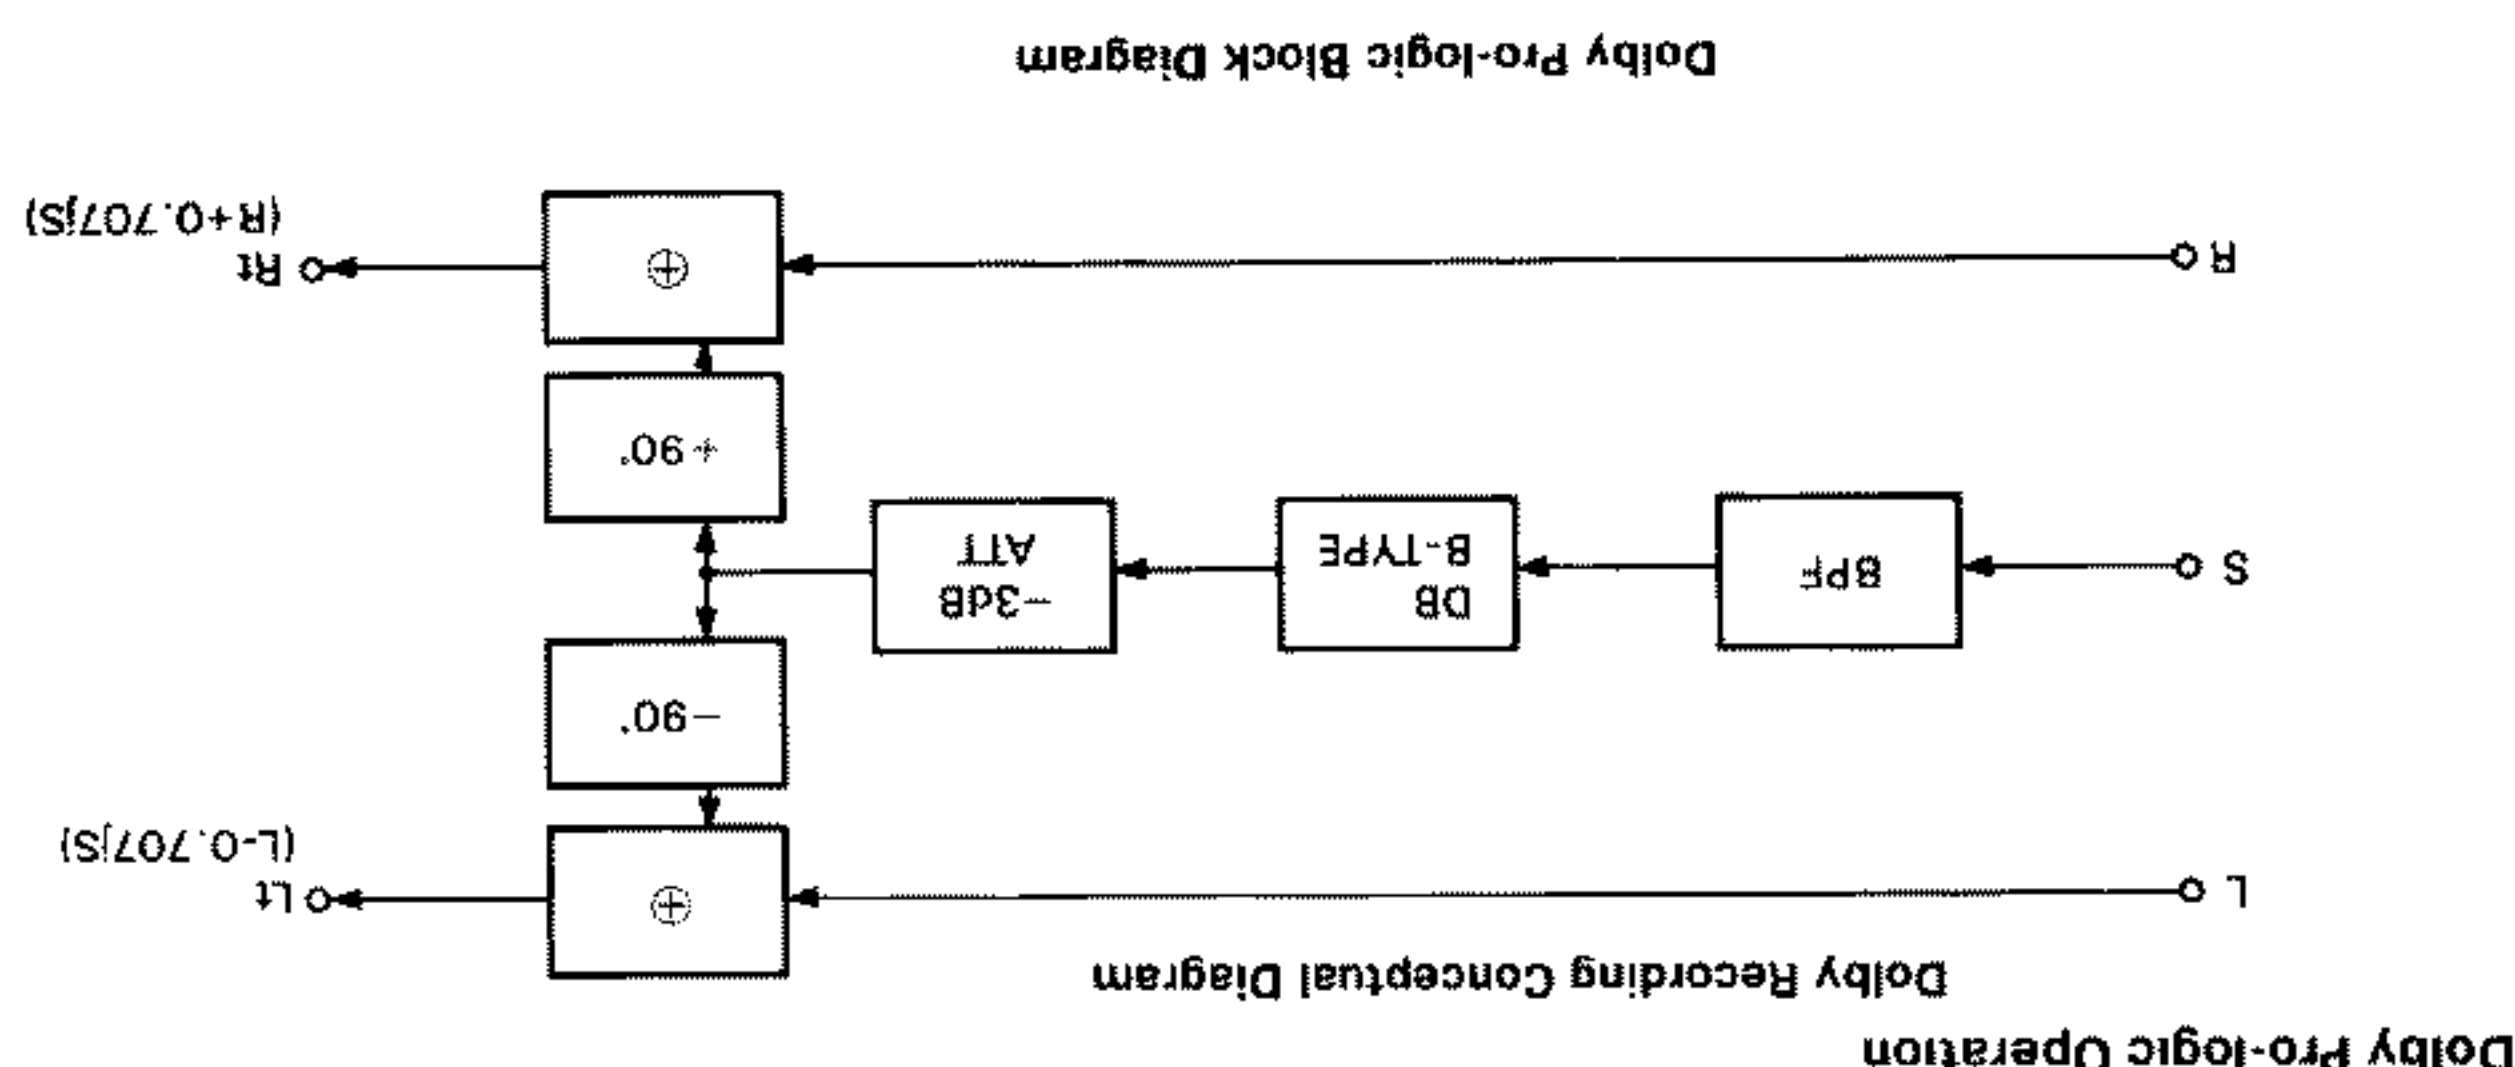 Dolby Pro-logic Operation
Dolby Recording Conceptual Diagram
L
Lt
(L-0.707jS)
−90°
S
BPF
DB
B-TYPE
−3dB
ATT
+90°
R
Rt
(R+0.707jS)
Dolby Pro-logic Block Diagram